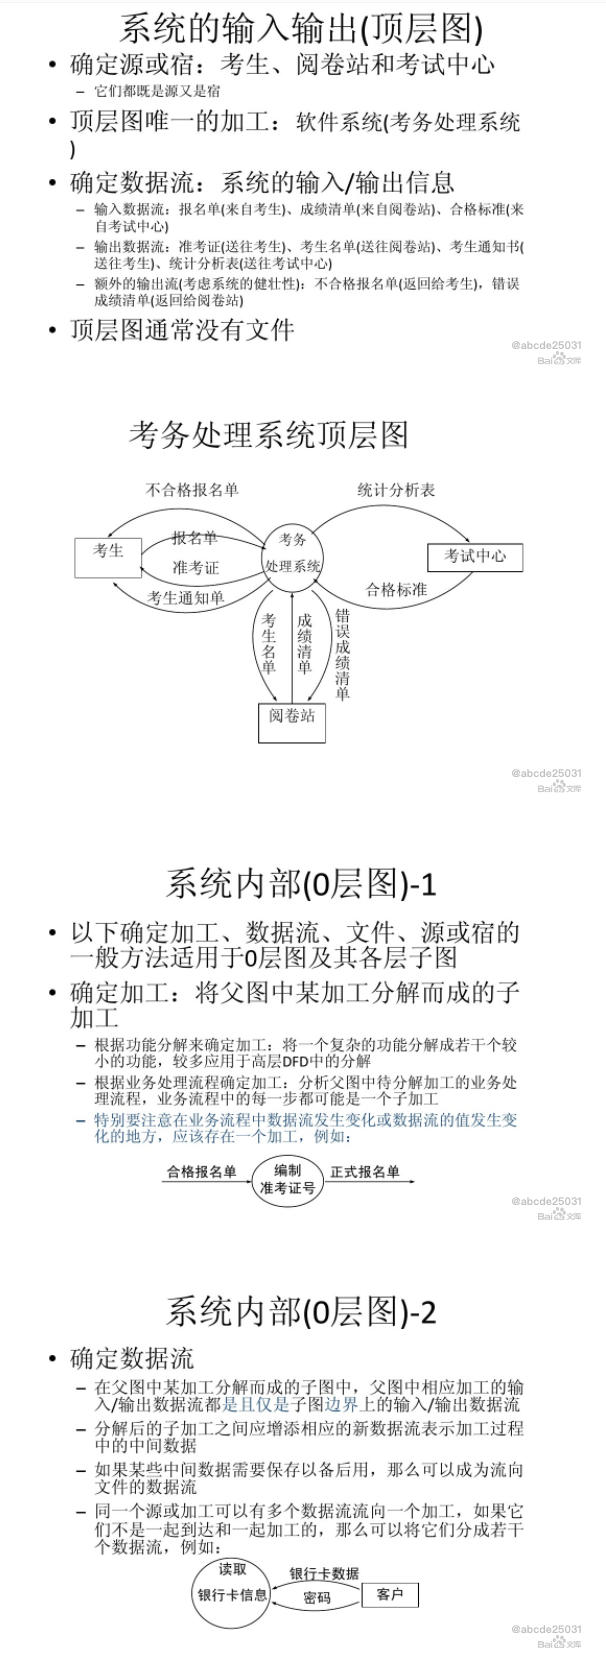 系统的输入输出(顶层图)
• 确定源或宿：考生、阅卷站和考试中心
– 它们都既是源又是宿
• 顶层图唯一的加工：软件系统(考务处理系统
)
• 确定数据流：系统的输入/输出信息
– 输入数据流：报名单(来自考生)、成绩清单(来自阅卷站)、合格标准(来
自考试中心)
– 输出数据流：准考证(送往考生)、考生名单(送往阅卷站)、考生通知书(
送往考生)、统计分析表(送往考试中心)
– 额外的输出流(考虑系统的健壮性)：不合格报名单(返回给考生)，错误
成绩清单(返回给阅卷站)
• 顶层图通常没有文件
@abcde25031
Bai文库
考务处理系统顶层图
不合格报名单
统计分析表
考生
报名单
准考证
考生通知单
考务
处理系统
考试中心
合格标准
考生名单
成绩清单
错误成绩清单
阅卷站
@abcde25031
Bai文库
系统内部(0层图)-1
• 以下确定加工、数据流、文件、源或宿的
一般方法适用于0层图及其各层子图
• 确定加工：将父图中某加工分解而成的子
加工
– 根据功能分解来确定加工：将一个复杂的功能分解成若干个较
小的功能，较多应用于高层DFD中的分解
– 根据业务处理流程确定加工：分析父图中待分解加工的业务处
理流程，业务流程中的每一步都可能是一个子加工
– 特别要注意在业务流程中数据流发生变化或数据流的值发生变
化的地方，应该存在一个加工，例如：
合格报名单
编制
准考证号
正式报名单
@abcde25031
Bai文库
系统内部(0层图)-2
• 确定数据流
– 在父图中某加工分解而成的子图中，父图中相应加工的输
入/输出数据流都是且仅是子图边界上的输入/输出数据流
– 分解后的子加工之间应增添相应的新数据流表示加工过程
中的中间数据
– 如果某些中间数据需要保存以备后用，那么可以成为流向
文件的数据流
– 同一个源或加工可以有多个数据流流向一个加工，如果它
们不是一起到达和一起加工的，那么可以将它们分成若干
个数据流，例如：
读取
银行卡信息
银行卡数据
密码
客户
@abcde25031
Bai文库